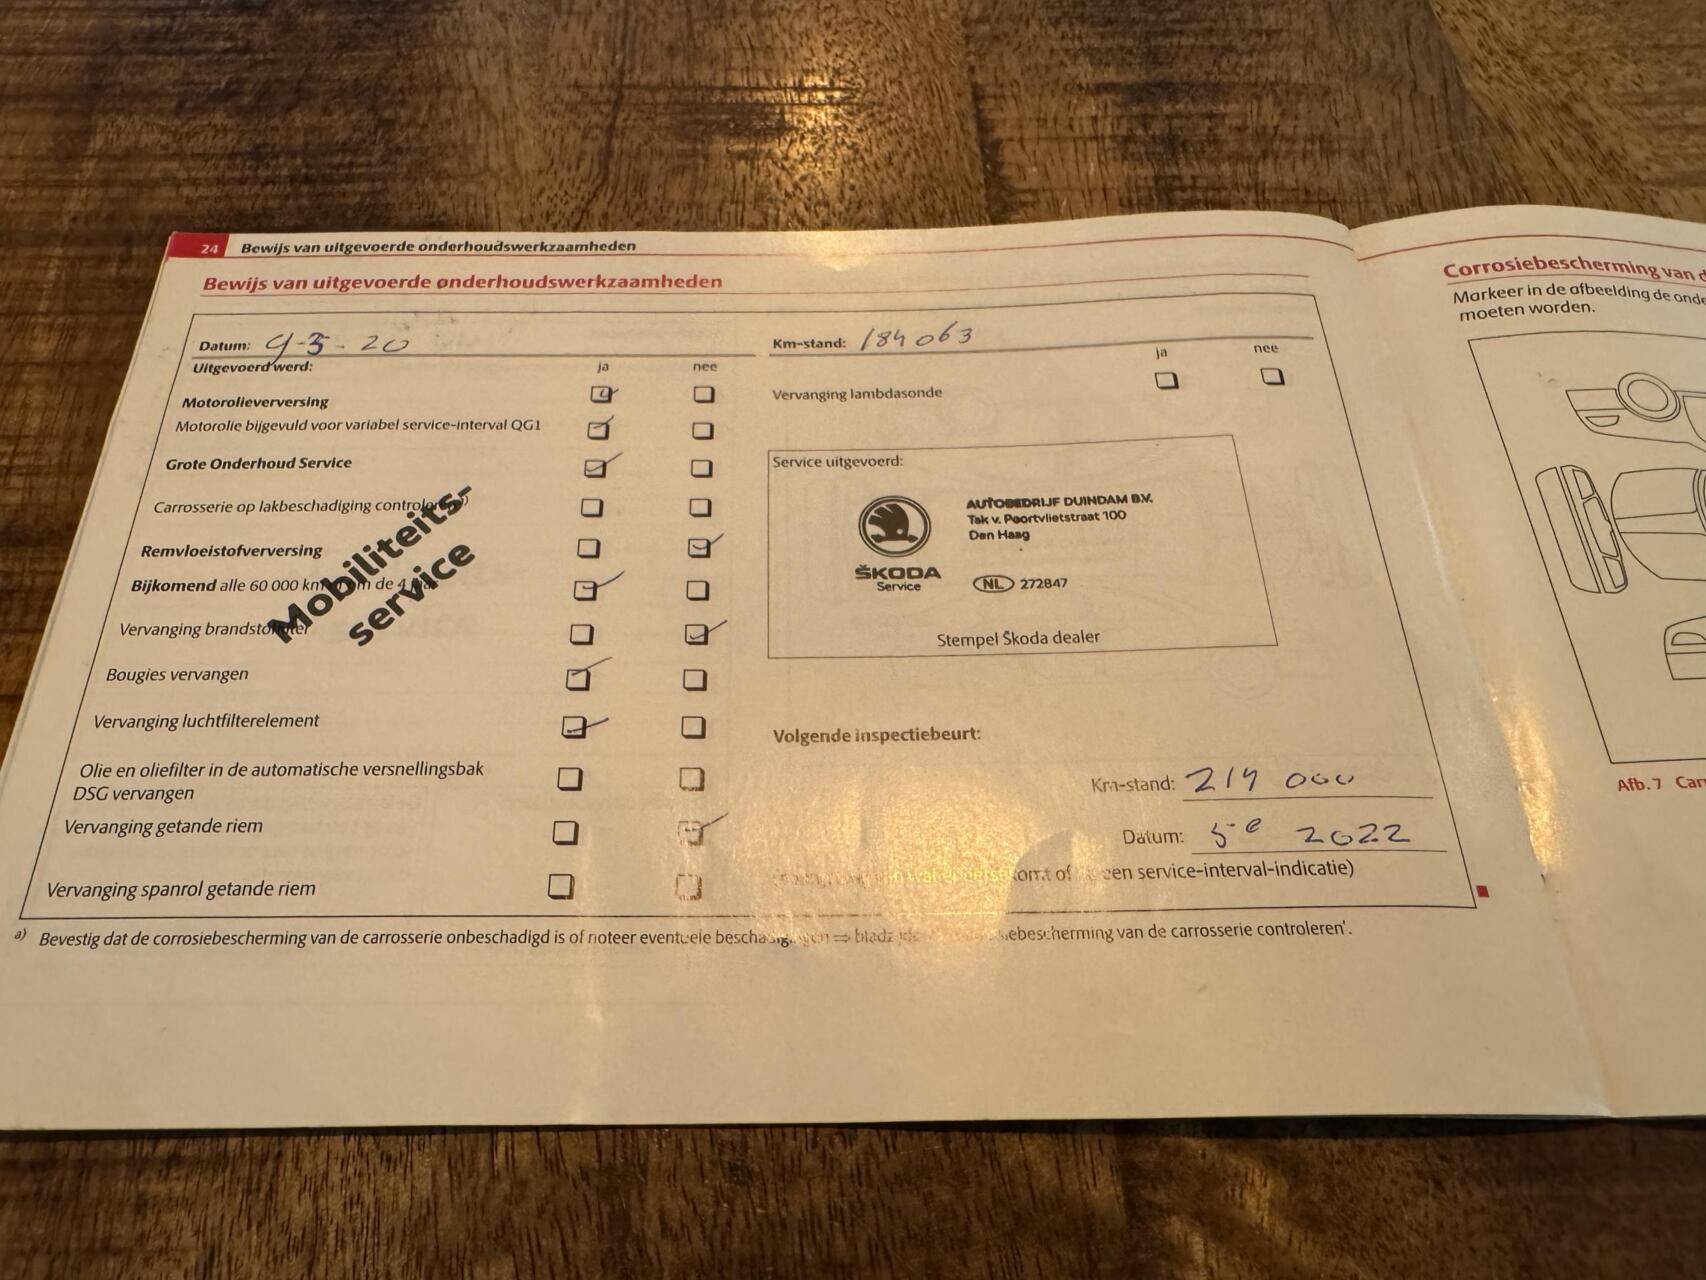 24 Bewijs van uitgevoerde onderhoudswerkzaamheden
Bewijs van uitgevoerde onderhoudswerkzaamheden
Datum: 9-3-20
Km-stand: 184063
Uitgevoerd werd: ja nee
ja nee
Motorolieverversing
Vervanging lambdasonde
Motorolie bijgevuld voor variabel service-interval QG1
Grote Onderhoud Service
Carrosserie op lakbeschadiging
Remvloeistofverversing
Bijkomend alle 60 000 km de 4
Vervanging
Bougies vervangen
Vervanging luchtfilterelement
Olie en oliefilter in de automatische versnellingsbak
DSG vervangen
Vervanging getande riem
Vervanging spanrol getande riem
Mobiliteits-
service
Service uitgevoerd:
AUTOBEDRIJF DUINDAM B.V.
Tak v. Poortvlietstraat 100
Den Haag
ŠKODA
Service
NL 272847
Stempel Škoda dealer
Volgende inspectiebeurt:
Km-stand: 214 000
Datum: 5e 2022
een service-interval-indicatie)
a) Bevestig dat de corrosiebescherming van de carrosserie onbeschadigd is of noteer eventuele van de carrosserie controleren'.
Corrosiebescherming van
Markeer in de afbeelding de
moeten worden.
Afb. 7